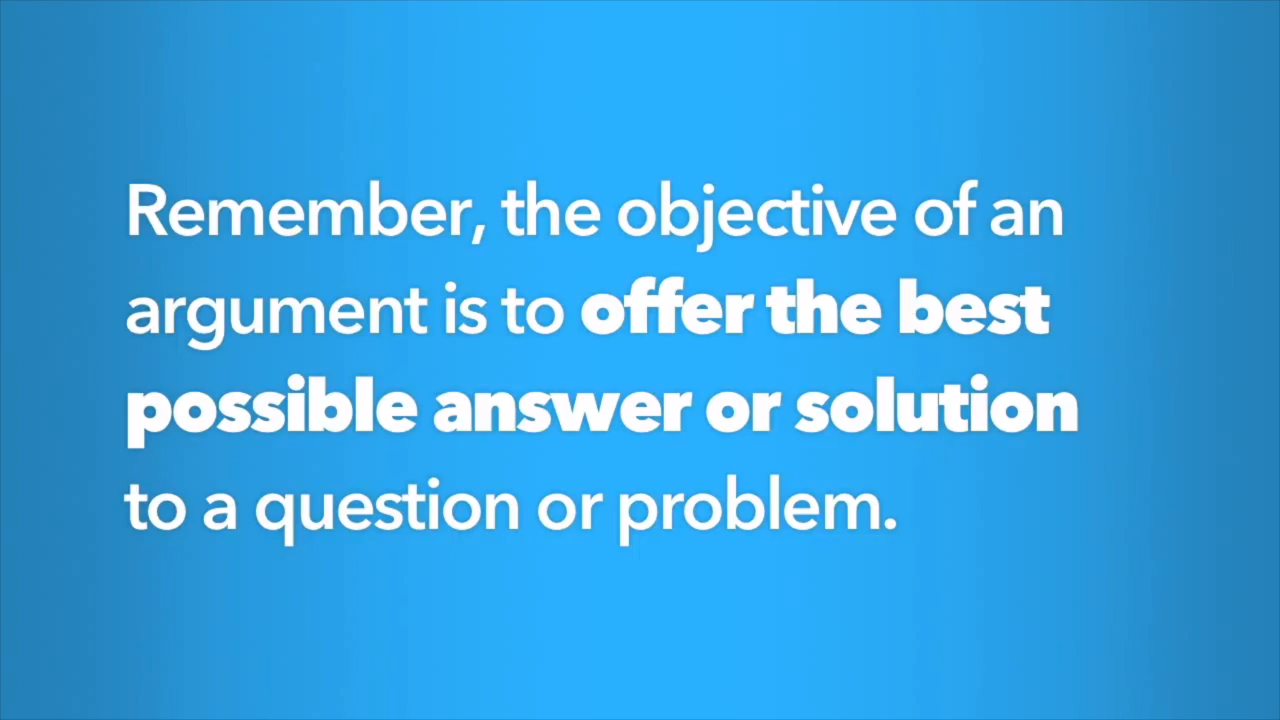 Remember, the objective of an
argument is to offer the best
possible answer or solution
to a question or problem.